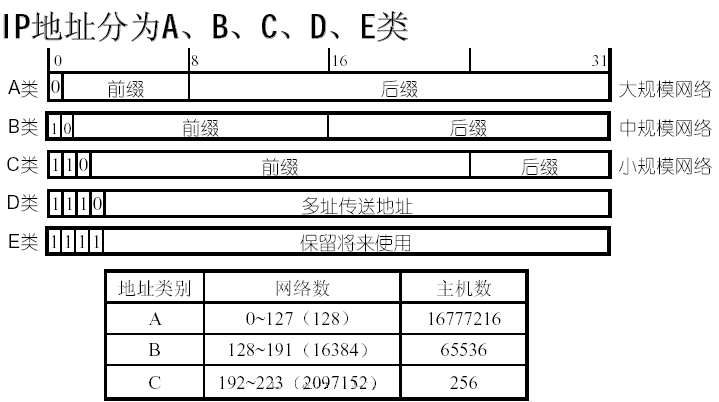 IP地址分为A、B、C、D、E类
0 8 16 31
A类 0 前缀 后缀 大规模网络
B类 1 0 前缀 后缀 中规模网络
C类 1 1 0 前缀 后缀 小规模网络
D类 1 1 1 0 多址传送地址
E类 1 1 1 1 保留将来使用
地址类别 网络数 主机数
A 0~127（128） 16777216
B 128~191（16384） 65536
C 192~223（2097152） 256